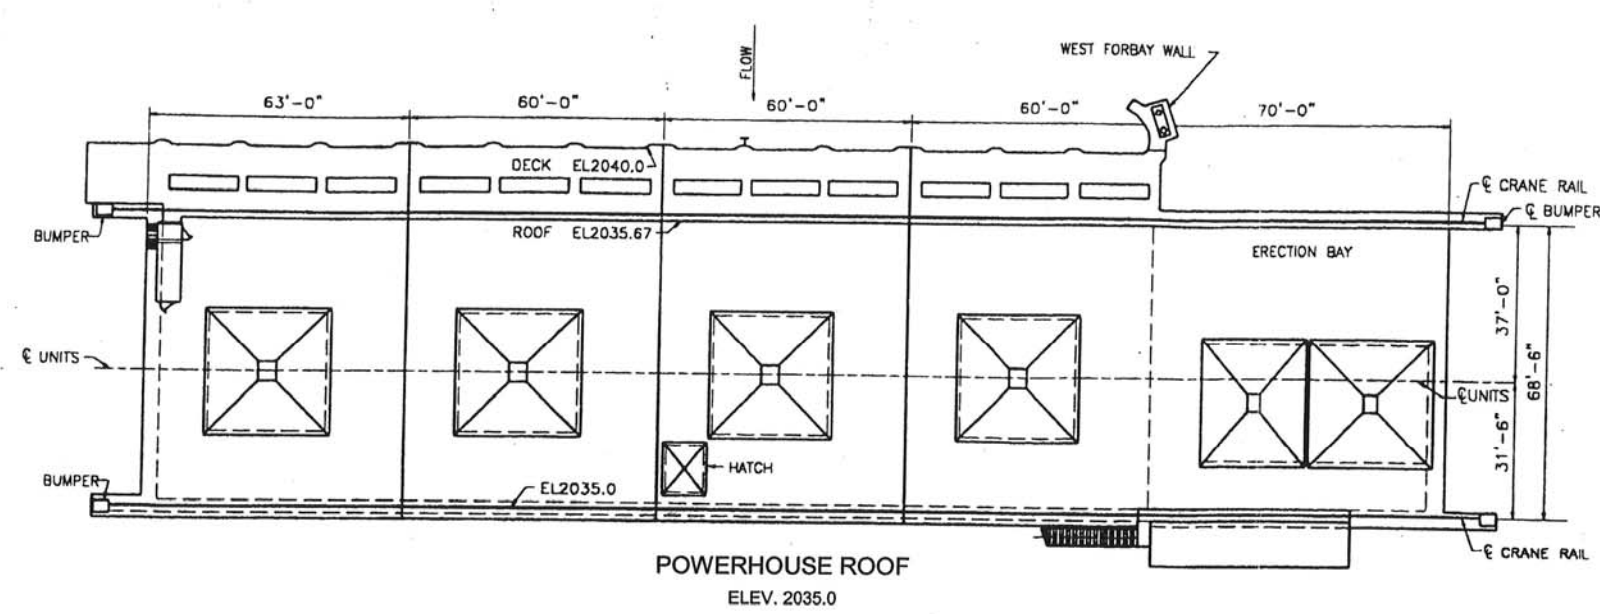 FLOW
WEST FORBAY WALL
63'-0"
60'-0"
60'-0"
60'-0"
70'-0"
DECK EL2040.0
℄ CRANE RAIL
℄ BUMPER
BUMPER
ROOF EL2035.67
ERECTION BAY
37'-0"
68'-6"
℄ UNITS
℄ UNITS
31'-6"
HATCH
BUMPER
EL2035.0
℄ CRANE RAIL
POWERHOUSE ROOF
ELEV. 2035.0